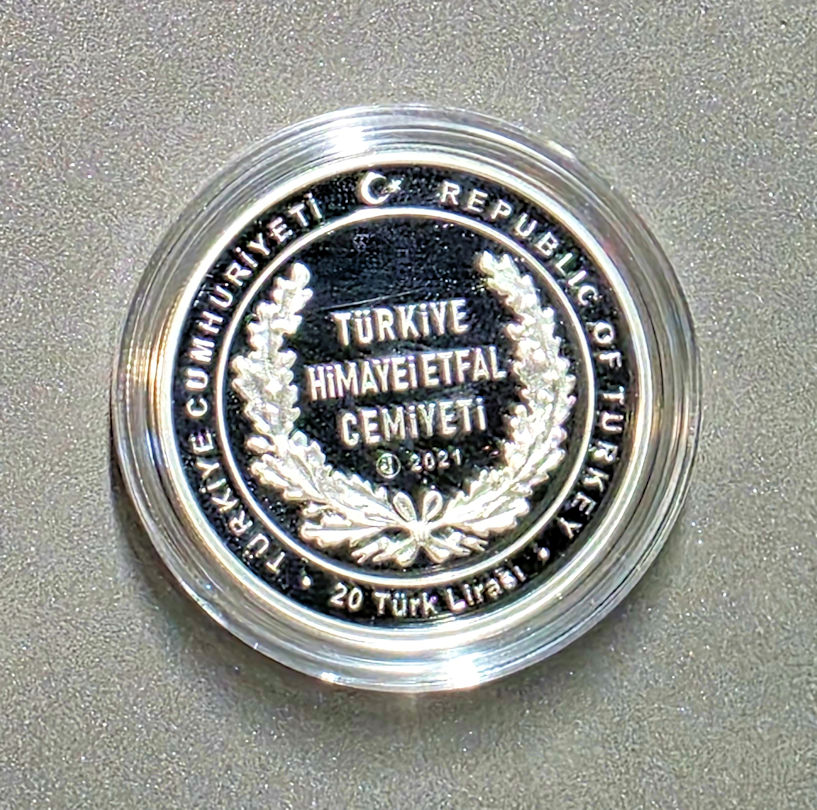 TÜRKİYE CUMHURİYETİ
REPUBLIC OF TURKEY
TÜRKİYE
HİMAYEİETFAL
CEMİYETİ
2021
• 20 Türk Lirası •